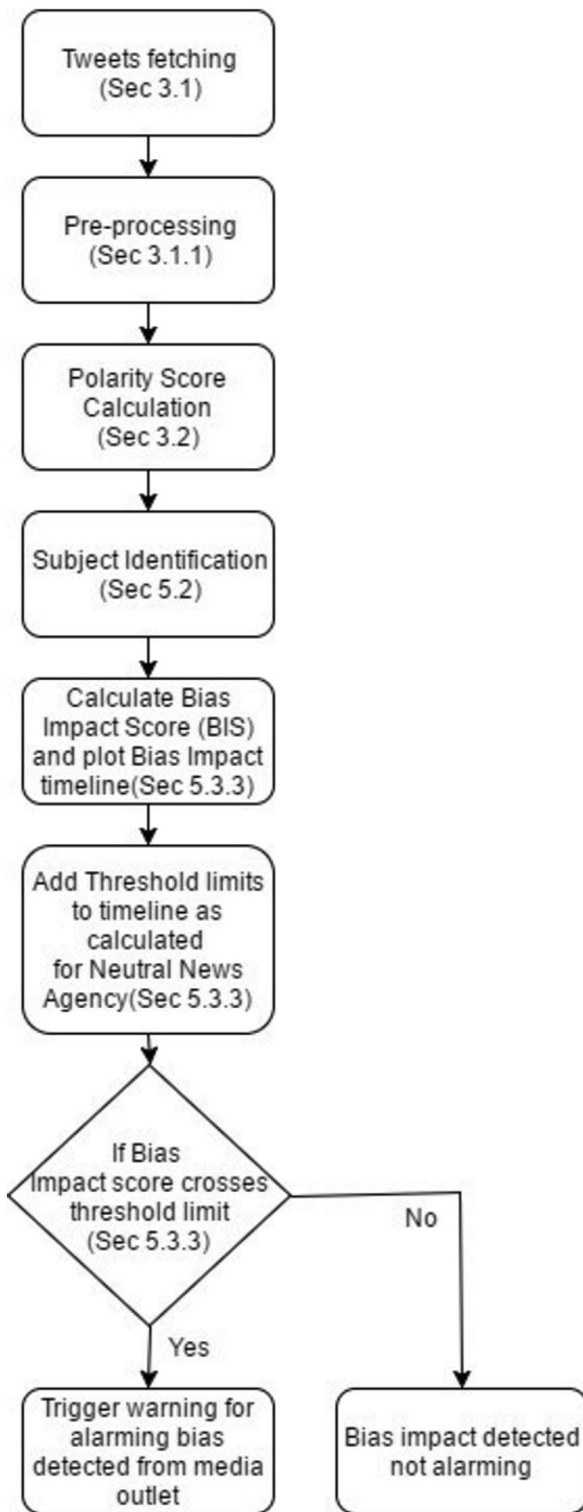 Tweets fetching
(Sec 3.1)
Pre-processing
(Sec 3.1.1)
Polarity Score
Calculation
(Sec 3.2)
Subject Identification
(Sec 5.2)
Calculate Bias
Impact Score (BIS)
and plot Bias Impact
timeline(Sec 5.3.3)
Add Threshold limits
to timeline as
calculated
for Neutral News
Agency(Sec 5.3.3)
If Bias
Impact score crosses
threshold limit
(Sec 5.3.3)
No
Yes
Trigger warning for
alarming bias
detected from media
outlet
Bias impact detected
not alarming